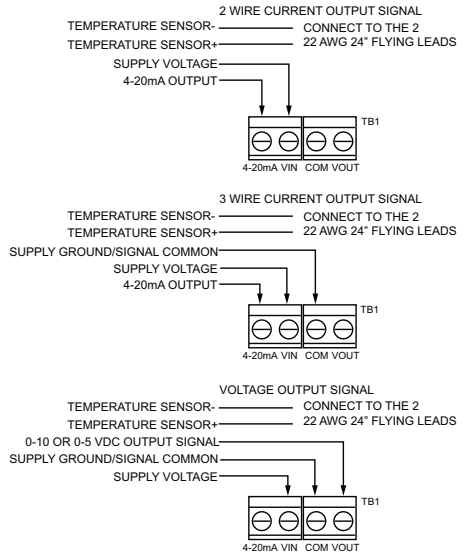 2 WIRE CURRENT OUTPUT SIGNAL
TEMPERATURE SENSOR- CONNECT TO THE 2
TEMPERATURE SENSOR+ 22 AWG 24" FLYING LEADS
SUPPLY VOLTAGE
4-20mA OUTPUT
TB1
4-20mA VIN COM VOUT
3 WIRE CURRENT OUTPUT SIGNAL
TEMPERATURE SENSOR- CONNECT TO THE 2
TEMPERATURE SENSOR+ 22 AWG 24" FLYING LEADS
SUPPLY GROUND/SIGNAL COMMON
SUPPLY VOLTAGE
4-20mA OUTPUT
TB1
4-20mA VIN COM VOUT
VOLTAGE OUTPUT SIGNAL
TEMPERATURE SENSOR- CONNECT TO THE 2
TEMPERATURE SENSOR+ 22 AWG 24" FLYING LEADS
0-10 OR 0-5 VDC OUTPUT SIGNAL
SUPPLY GROUND/SIGNAL COMMON
SUPPLY VOLTAGE
TB1
4-20mA VIN COM VOUT